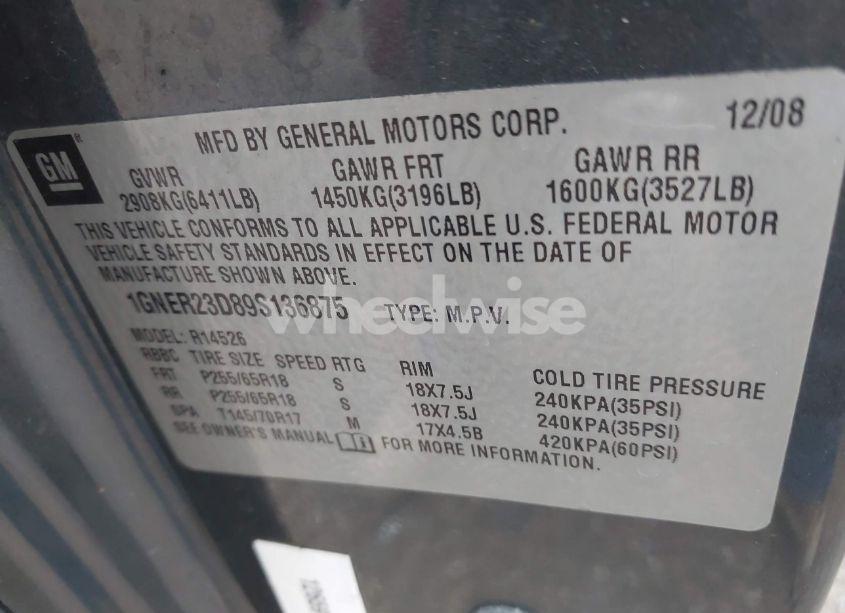 GM
MFD BY GENERAL MOTORS CORP.
12/08
GVWR GAWR FRT GAWR RR
2908KG(6411LB) 1450KG(3196LB) 1600KG(3527LB)
THIS VEHICLE CONFORMS TO ALL APPLICABLE U.S. FEDERAL MOTOR
VEHICLE SAFETY STANDARDS IN EFFECT ON THE DATE OF
MANUFACTURE SHOWN ABOVE.
1GNER23D89S136875 TYPE: M.P.V.
wheelwise
MODEL: R14526
RBBC TIRE SIZE SPEED RTG RIM COLD TIRE PRESSURE
FRT P255/65R18 S 18X7.5J 240KPA(35PSI)
RR P255/65R18 S 18X7.5J 240KPA(35PSI)
SPA T145/70R17 M 17X4.5B 420KPA(60PSI)
SEE OWNER'S MANUAL FOR MORE INFORMATION.